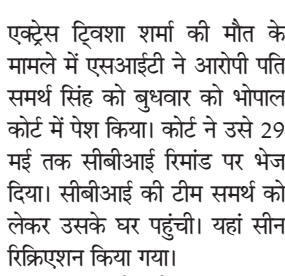 एक्ट्रेस ट्विशा शर्मा की मौत के
मामले में एसआईटी ने आरोपी पति
समर्थ सिंह को बुधवार को भोपाल
कोर्ट में पेश किया। कोर्ट ने उसे 29
मई तक सीबीआई रिमांड पर भेज
दिया। सीबीआई की टीम समर्थ को
लेकर उसके घर पहुंची। यहां सीन
रिक्रिएशन किया गया।